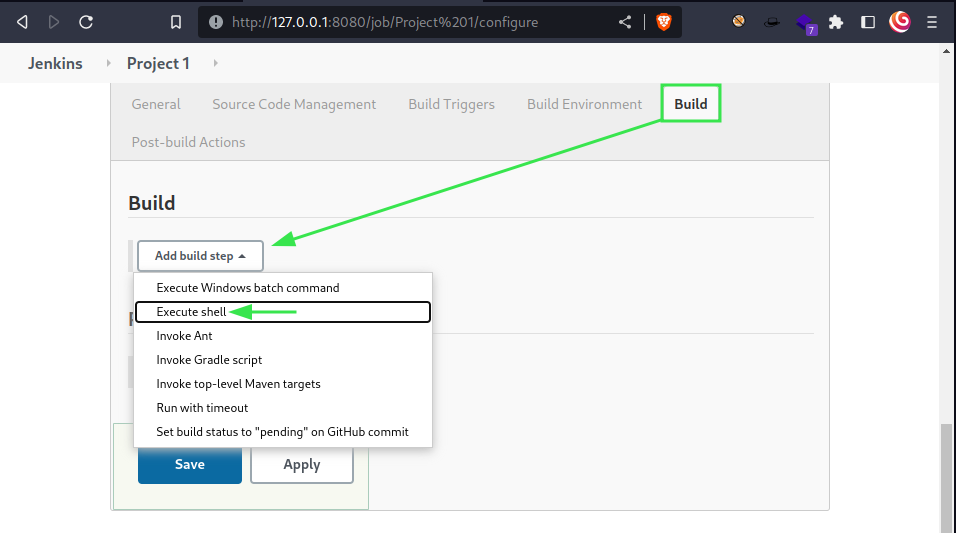 http://127.0.0.1:8080/job/Project%201/configure
7
Jenkins
Project 1
General Source Code Management Build Triggers Build Environment Build
Post-build Actions
Build
Add build step
Execute Windows batch command
Execute shell
Invoke Ant
Invoke Gradle script
Invoke top-level Maven targets
Run with timeout
Set build status to "pending" on GitHub commit
Save Apply